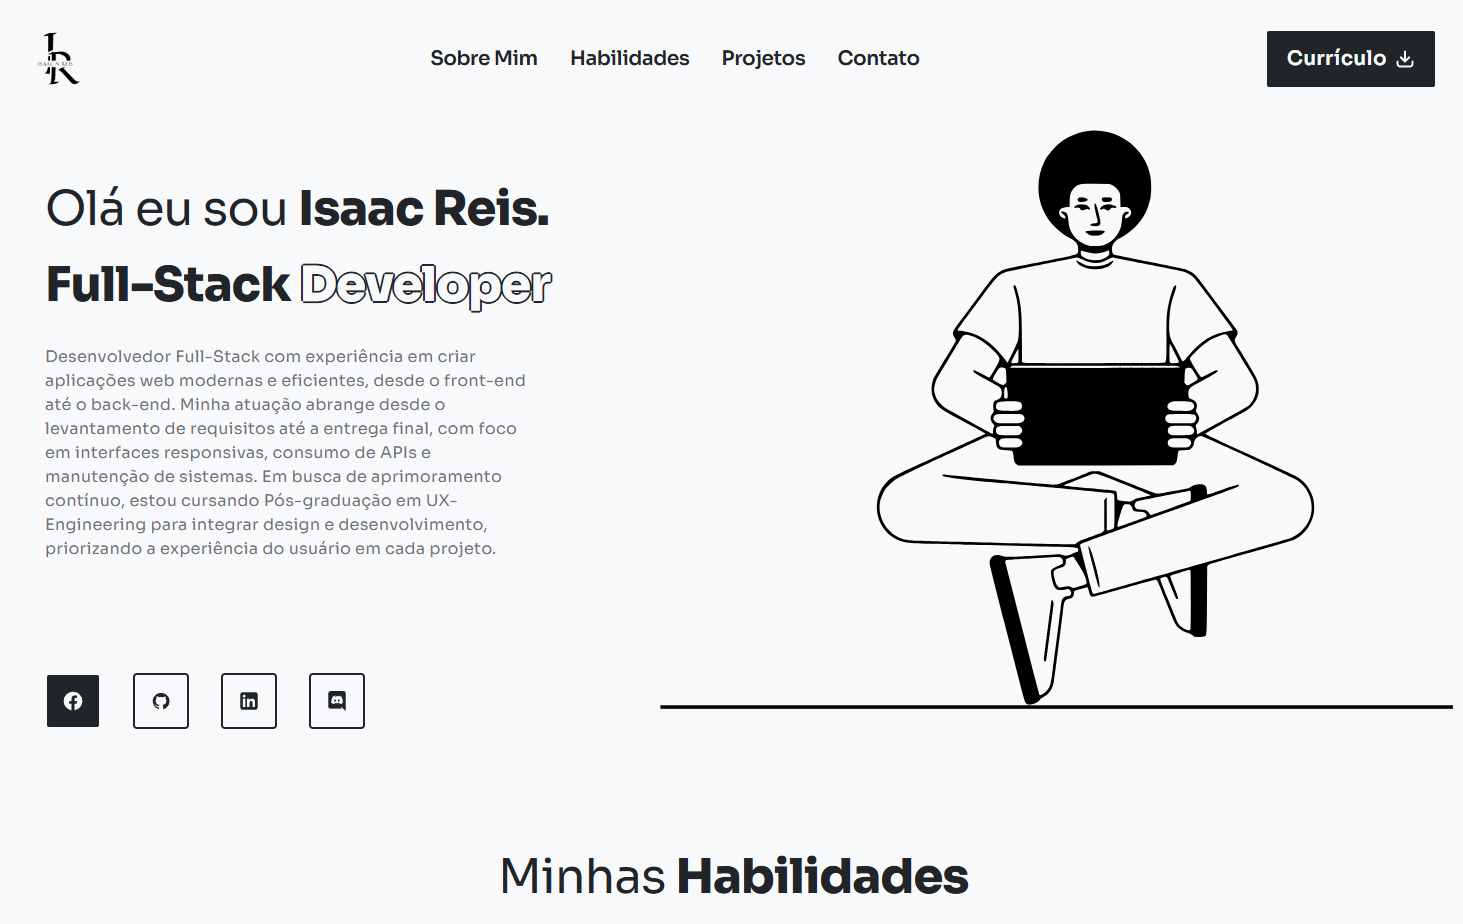 ISAAC N REIS
Sobre Mim Habilidades Projetos Contato
Currículo
Olá eu sou Isaac Reis.
Full-Stack Developer
Desenvolvedor Full-Stack com experiência em criar
aplicações web modernas e eficientes, desde o front-end
até o back-end. Minha atuação abrange desde o
levantamento de requisitos até a entrega final, com foco
em interfaces responsivas, consumo de APIs e
manutenção de sistemas. Em busca de aprimoramento
contínuo, estou cursando Pós-graduação em UX-
Engineering para integrar design e desenvolvimento,
priorizando a experiência do usuário em cada projeto.
Minhas Habilidades